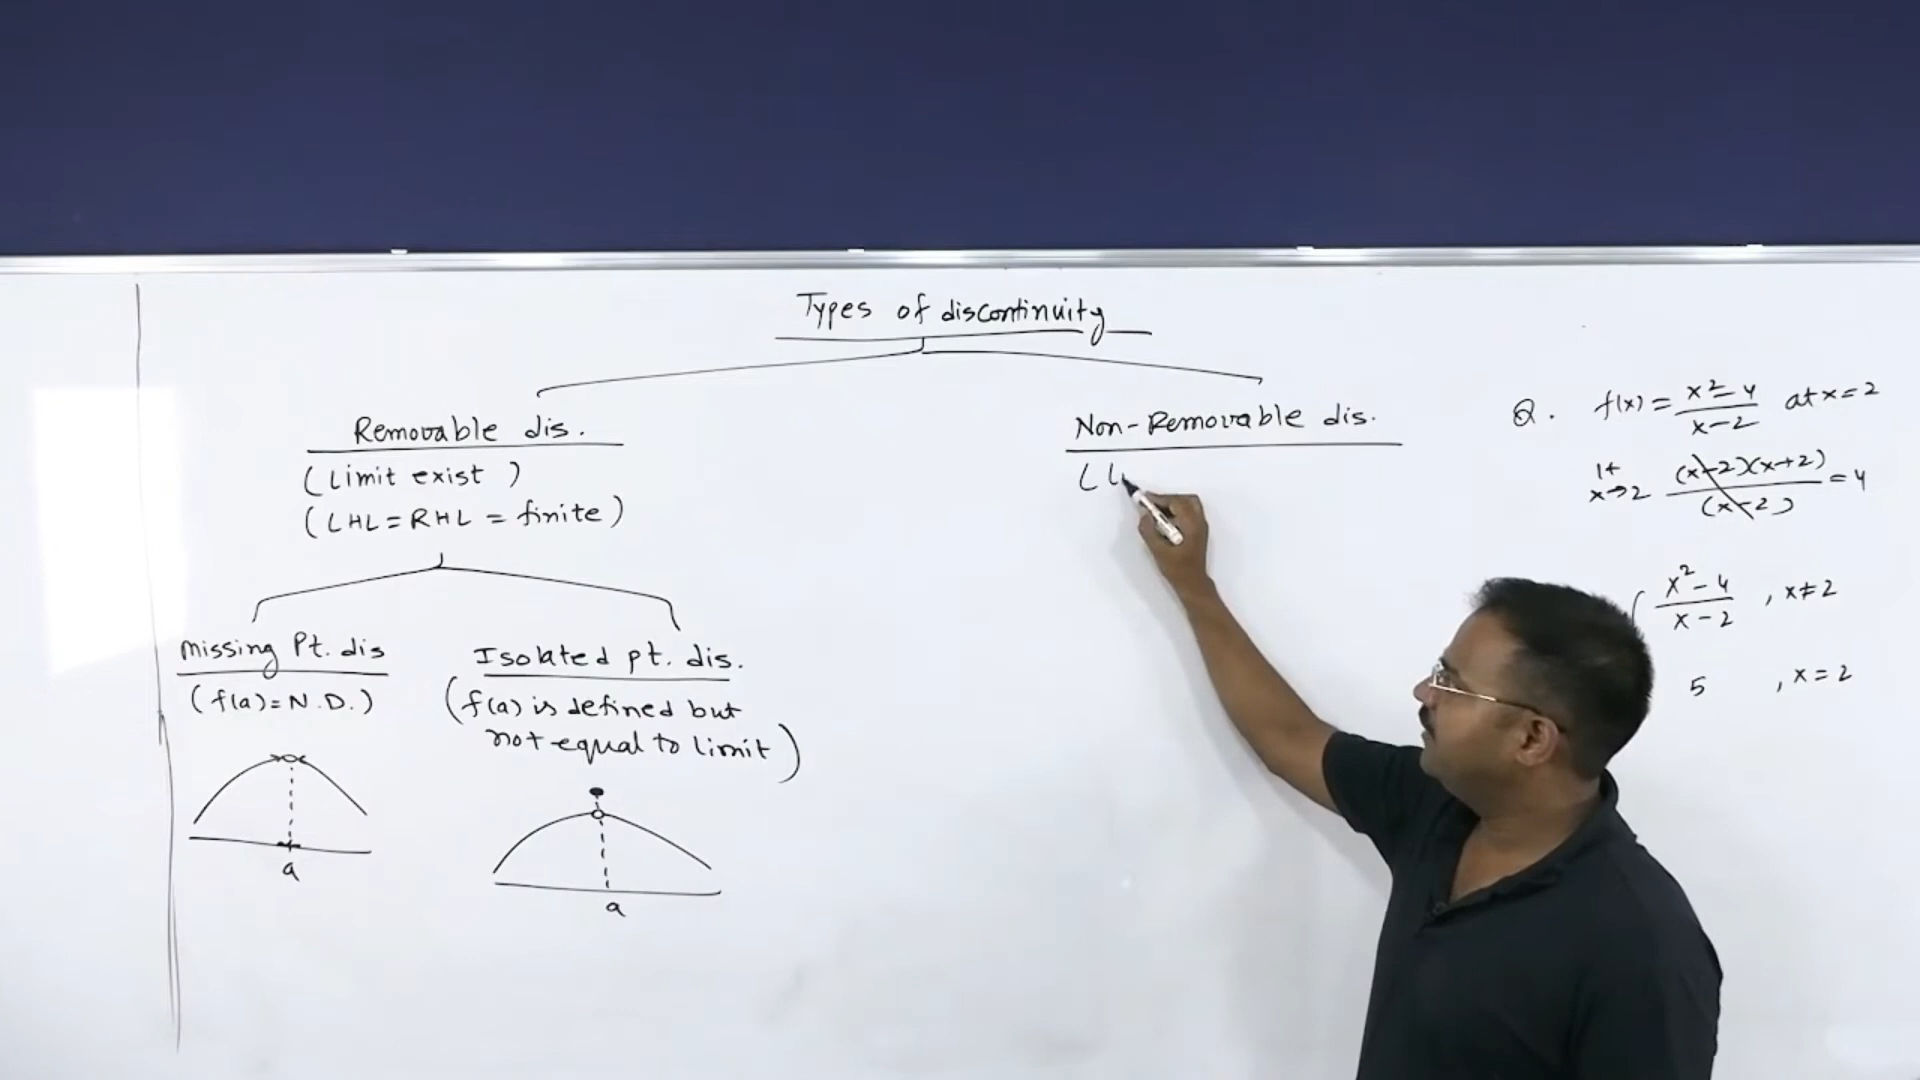 Types of discontinuity
Removable dis.
(Limit exist)
(LHL = RHL = finite)
Missing Pt. dis
(f(a) = N.D.)
a
Isolated pt. dis.
(f(a) is defined but
not equal to limit)
a
Non-Removable dis.
(L
Q. f(x) = (x²-4)/(x-2) at x=2
lt x→2 (x-2)(x+2)/(x-2) = 4
{ (x²-4)/(x-2) , x≠2
5 , x=2